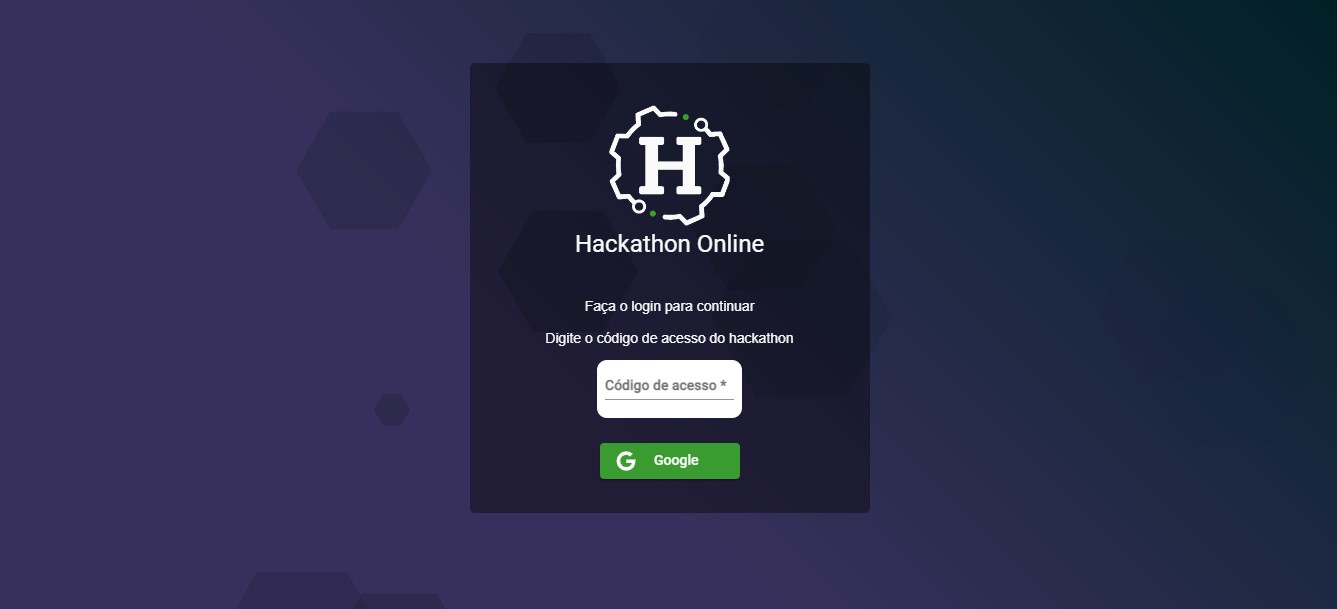 H
Hackathon Online
Faça o login para continuar
Digite o código de acesso do hackathon
Código de acesso *
G Google